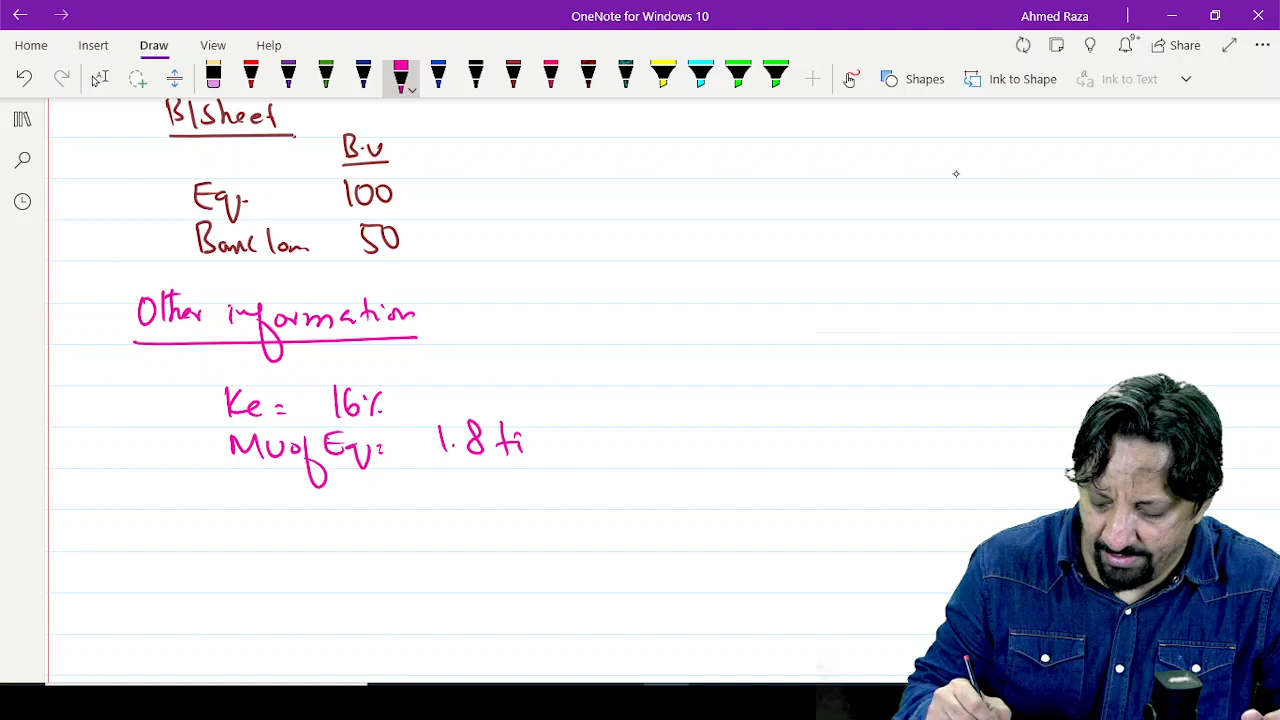 OneNote for Windows 10
Ahmed Raza
Home Insert Draw View Help
Share
Shapes Ink to Shape Ink to Text
B/Sheet
B.v
Eq. 100
Bank loan 50
Other information
Ke = 16%
MV of Eq: 1.8 ti